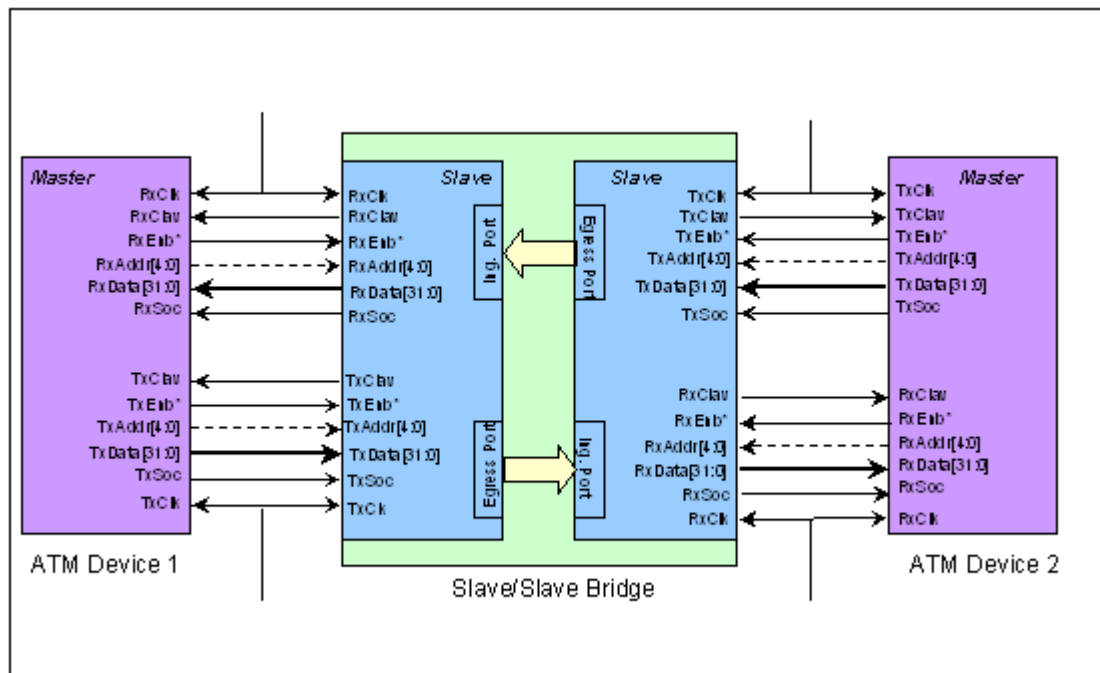 Master
RxClk
RxClav
RxEnb*
RxAddr[4:0]
RxData[31:0]
RxSoc
TxClav
TxEnb*
TxAddr[4:0]
TxData[31:0]
TxSoc
TxClk
ATM Device 1
Slave
RxClk
RxClav
RxEnb*
RxAddr[4:0]
RxData[31:0]
RxSoc
Ing. Port
TxClav
TxEnb*
TxAddr[4:0]
TxData[31:0]
TxSoc
TxClk
Egress Port
Slave
Egess Port
TxClk
TxClav
TxEnb*
TxAddr[4:0]
TxData[31:0]
TxSoc
Ing. Port
RxClav
RxEnb*
RxAddr[4:0]
RxData[31:0]
RxSoc
RxClk
Slave/Slave Bridge
Master
TxClk
TxClav
TxEnb*
TxAddr[4:0]
TxData[31:0]
TxSoc
RxClav
RxEnb*
RxAddr[4:0]
RxData[31:0]
RxSoc
RxClk
ATM Device 2